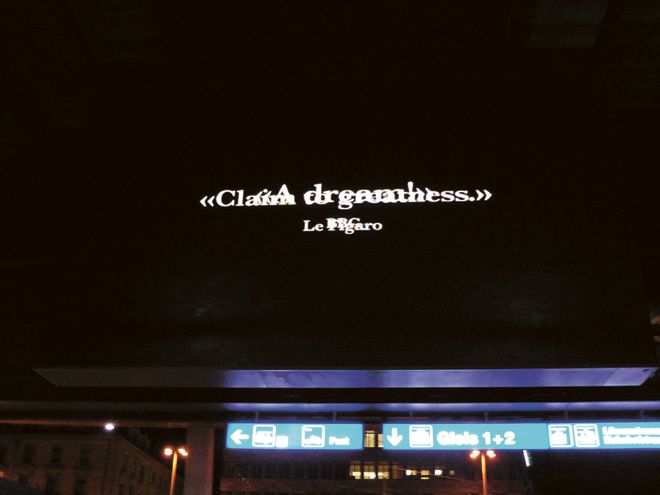 «Claim to greatness.»
«A dream!»
BBC
Le Figaro
Post
Gleis 1+2